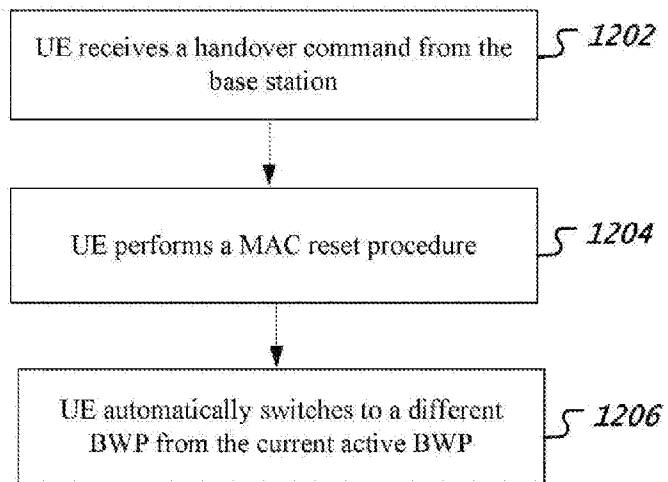 UE receives a handover command from the
base station
1202
UE performs a MAC reset procedure
1204
UE automatically switches to a different
BWP from the current active BWP
1206